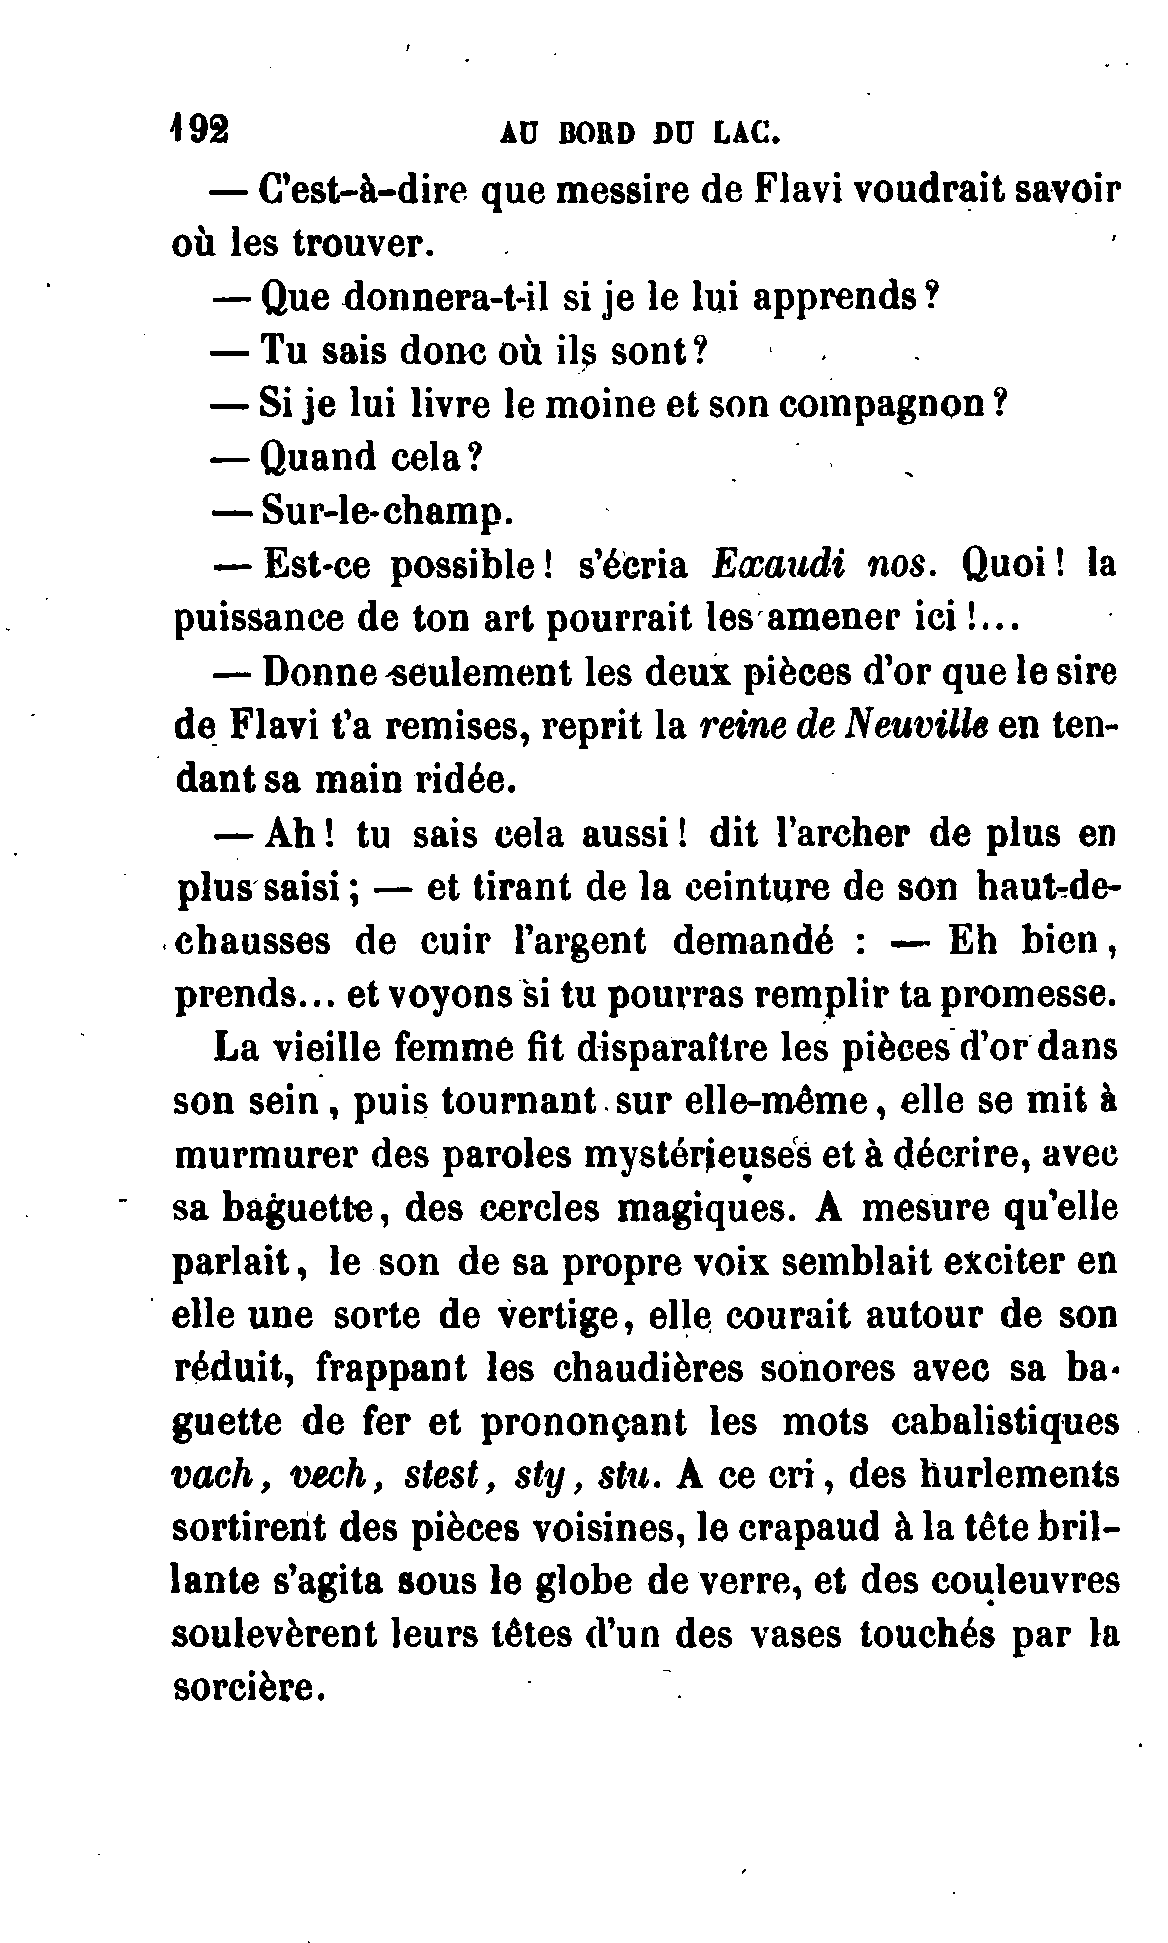 192 AU BORD DU LAC.
— C'est-à-dire que messire de Flavi voudrait savoir
où les trouver.
— Que donnera-t-il si je le lui apprends ?
— Tu sais donc où ils sont ?
— Si je lui livre le moine et son compagnon ?
— Quand cela ?
— Sur-le-champ.
— Est-ce possible ! s'écria Exaudi nos. Quoi ! la
puissance de ton art pourrait les amener ici !...
— Donne seulement les deux pièces d'or que le sire
de Flavi t'a remises, reprit la reine de Neuville en ten-
dant sa main ridée.
— Ah ! tu sais cela aussi ! dit l'archer de plus en
plus saisi ; — et tirant de la ceinture de son haut-de-
chausses de cuir l'argent demandé : — Eh bien,
prends... et voyons si tu pourras remplir ta promesse.
La vieille femme fit disparaître les pièces d'or dans
son sein, puis tournant sur elle-même, elle se mit à
murmurer des paroles mystérieuses et à décrire, avec
sa baguette, des cercles magiques. A mesure qu'elle
parlait, le son de sa propre voix semblait exciter en
elle une sorte de vertige, elle courait autour de son
réduit, frappant les chaudières sonores avec sa ba-
guette de fer et prononçant les mots cabalistiques
vach, vech, stest, sty, stu. A ce cri, des hurlements
sortirent des pièces voisines, le crapaud à la tête bril-
lante s'agita sous le globe de verre, et des couleuvres
soulevèrent leurs têtes d'un des vases touchés par la
sorcière.